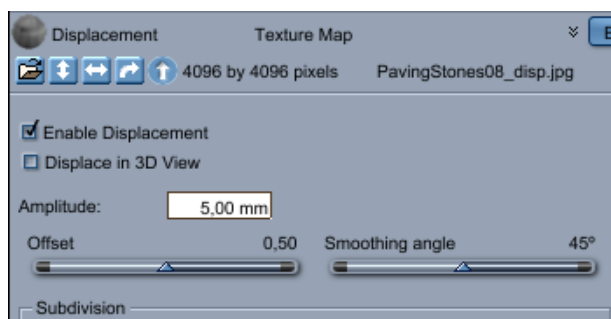 Displacement Texture Map E
4096 by 4096 pixels PavingStones08_disp.jpg
Enable Displacement
Displace in 3D View
Amplitude: 5,00 mm
Offset 0,50 Smoothing angle 45º
Subdivision